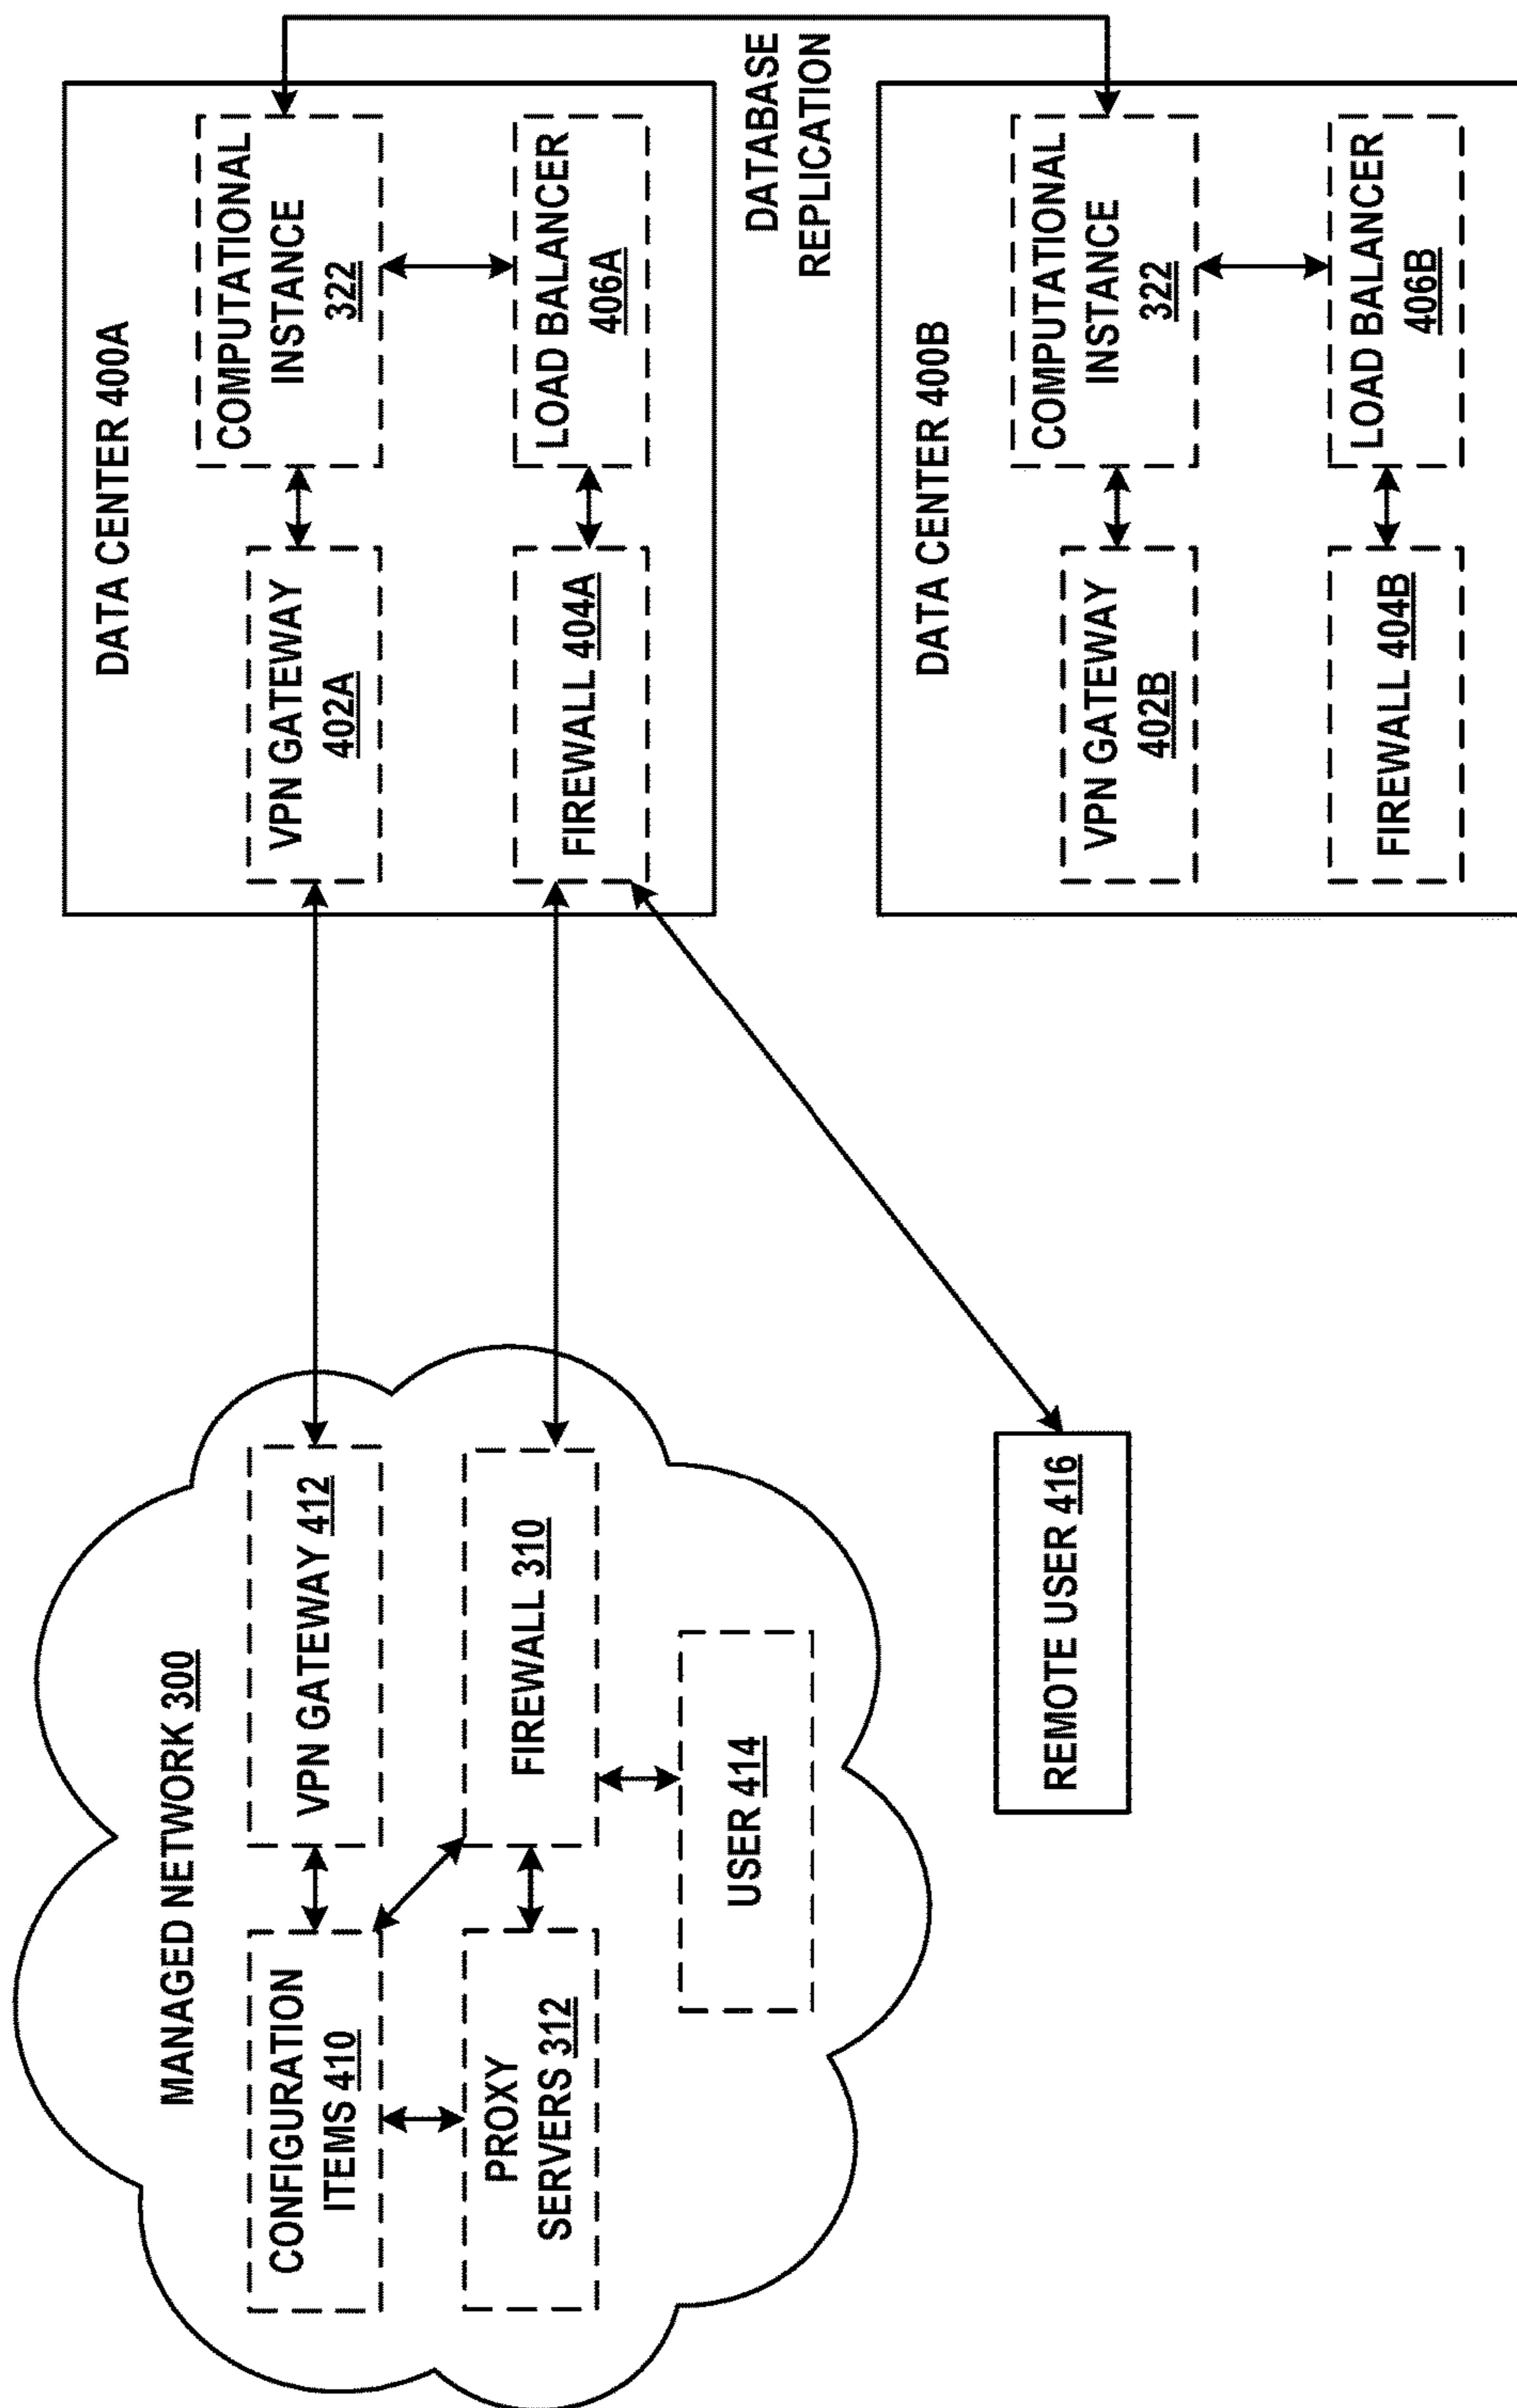 MANAGED NETWORK 300
CONFIGURATION
ITEMS 410
VPN GATEWAY 412
PROXY
SERVERS 312
FIREWALL 310
USER 414
REMOTE USER 416
DATA CENTER 400A
VPN GATEWAY
402A
COMPUTATIONAL
INSTANCE
322
FIREWALL 404A
LOAD BALANCER
406A
DATABASE
REPLICATION
DATA CENTER 400B
VPN GATEWAY
402B
COMPUTATIONAL
INSTANCE
322
FIREWALL 404B
LOAD BALANCER
406B